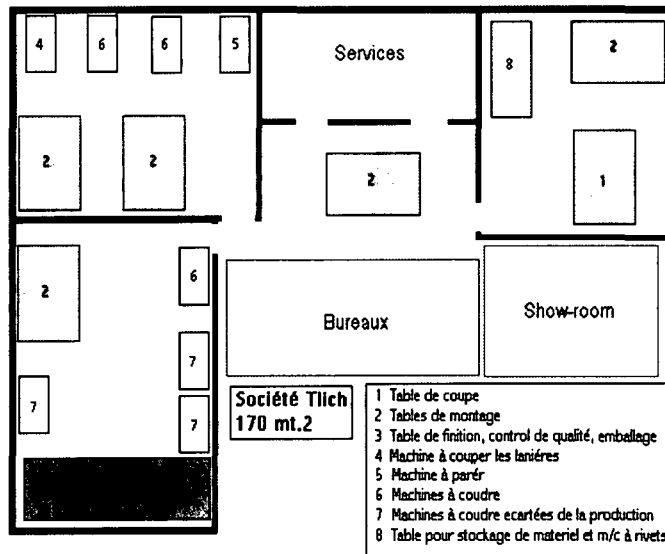 4 6 6 5
Services
8
2
2 2
2
1
2
6
Bureaux
Show-room
7
7
7
Société Tlich
170 mt.2
1 Table de coupe
2 Tables de montage
3 Table de finition, control de qualité, emballage
4 Machine à couper les laniéres
5 Machine à parér
6 Machines à coudre
7 Machines à coudre ecartées de la production
8 Table pour stockage de materiel et m/c à rivets